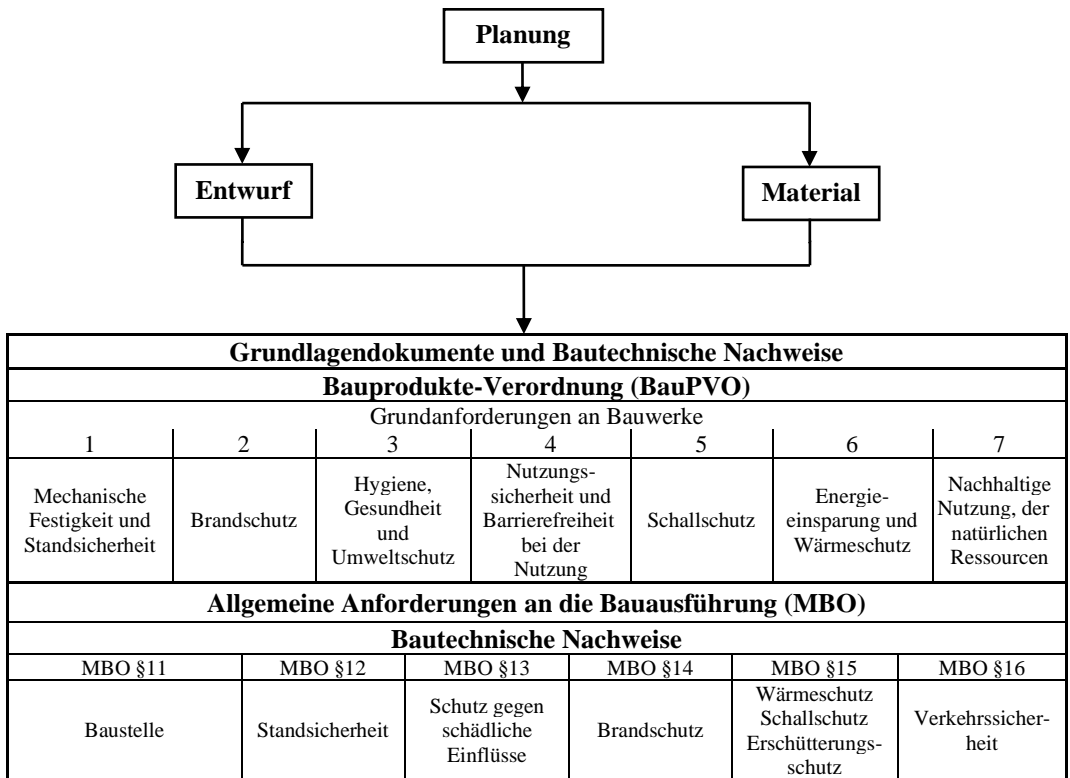 Planung
Entwurf
Material
Grundlagendokumente und Bautechnische Nachweise
Bauprodukte-Verordnung (BauPVO)
Grundanforderungen an Bauwerke
1 2 3 4 5 6 7
Mechanische
Festigkeit und
Standsicherheit
Brandschutz
Hygiene,
Gesundheit
und
Umweltschutz
Nutzungs-
sicherheit und
Barrierefreiheit
bei der
Nutzung
Schallschutz
Energie-
einsparung und
Wärmeschutz
Nachhaltige
Nutzung, der
natürlichen
Ressourcen
Allgemeine Anforderungen an die Bauausführung (MBO)
Bautechnische Nachweise
MBO §11 MBO §12 MBO §13 MBO §14 MBO §15 MBO §16
Baustelle
Standsicherheit
Schutz gegen
schädliche
Einflüsse
Brandschutz
Wärmeschutz
Schallschutz
Erschütterungs-
schutz
Verkehrssicher-
heit